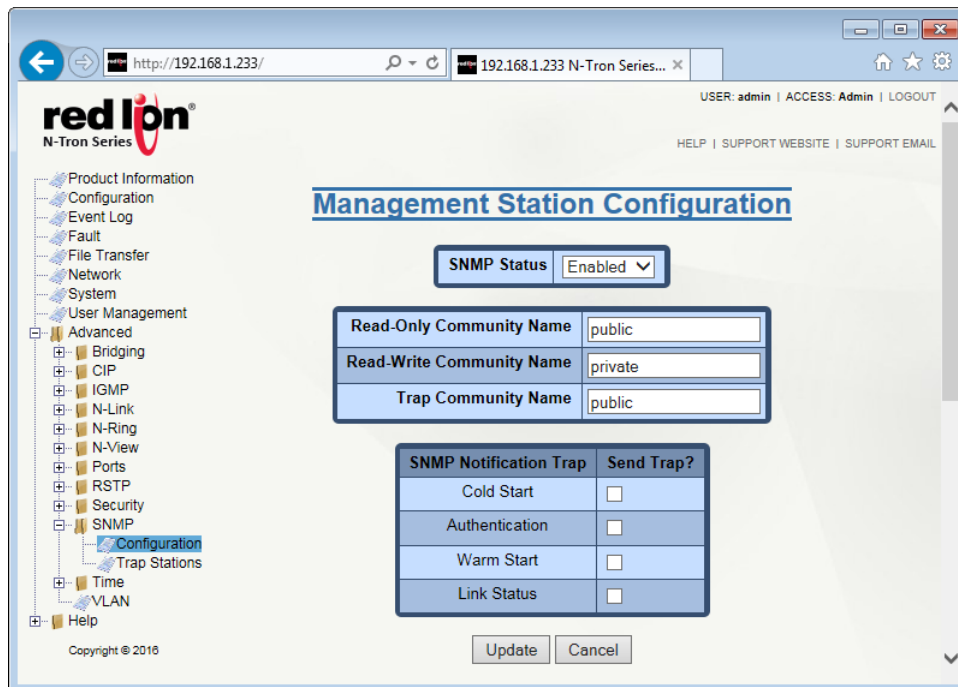 http://192.168.1.233/
192.168.1.233 N-Tron Series...
USER: admin | ACCESS: Admin | LOGOUT
red lion®
N-Tron Series
HELP | SUPPORT WEBSITE | SUPPORT EMAIL
Product Information
Configuration
Event Log
Fault
File Transfer
Network
System
User Management
Advanced
Bridging
CIP
IGMP
N-Link
N-Ring
N-View
Ports
RSTP
Security
SNMP
Configuration
Trap Stations
Time
VLAN
Help
Copyright © 2016
Management Station Configuration
SNMP Status Enabled
Read-Only Community Name public
Read-Write Community Name private
Trap Community Name public
SNMP Notification Trap Send Trap?
Cold Start
Authentication
Warm Start
Link Status
Update Cancel